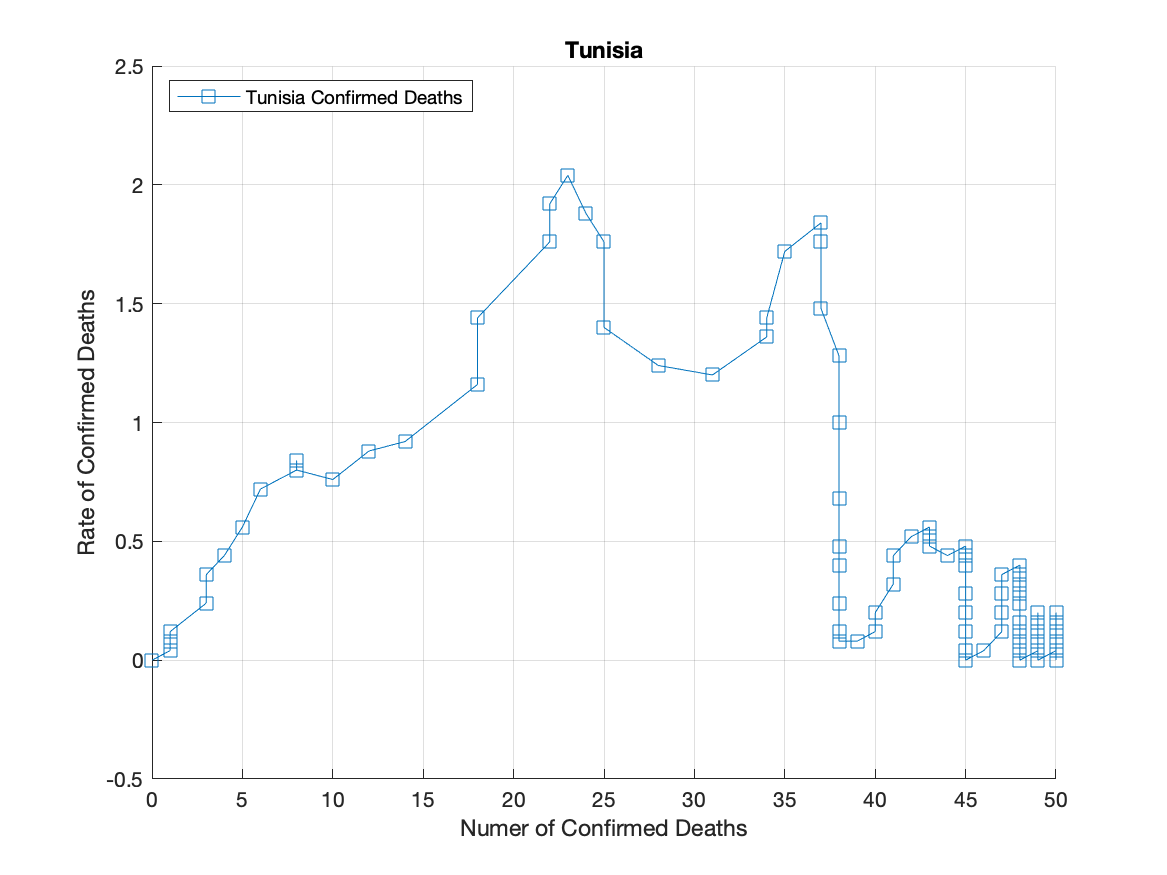 Tunisia
Tunisia Confirmed Deaths
2.5
2
1.5
1
0.5
0
-0.5
Rate of Confirmed Deaths
0 5 10 15 20 25 30 35 40 45 50
Numer of Confirmed Deaths